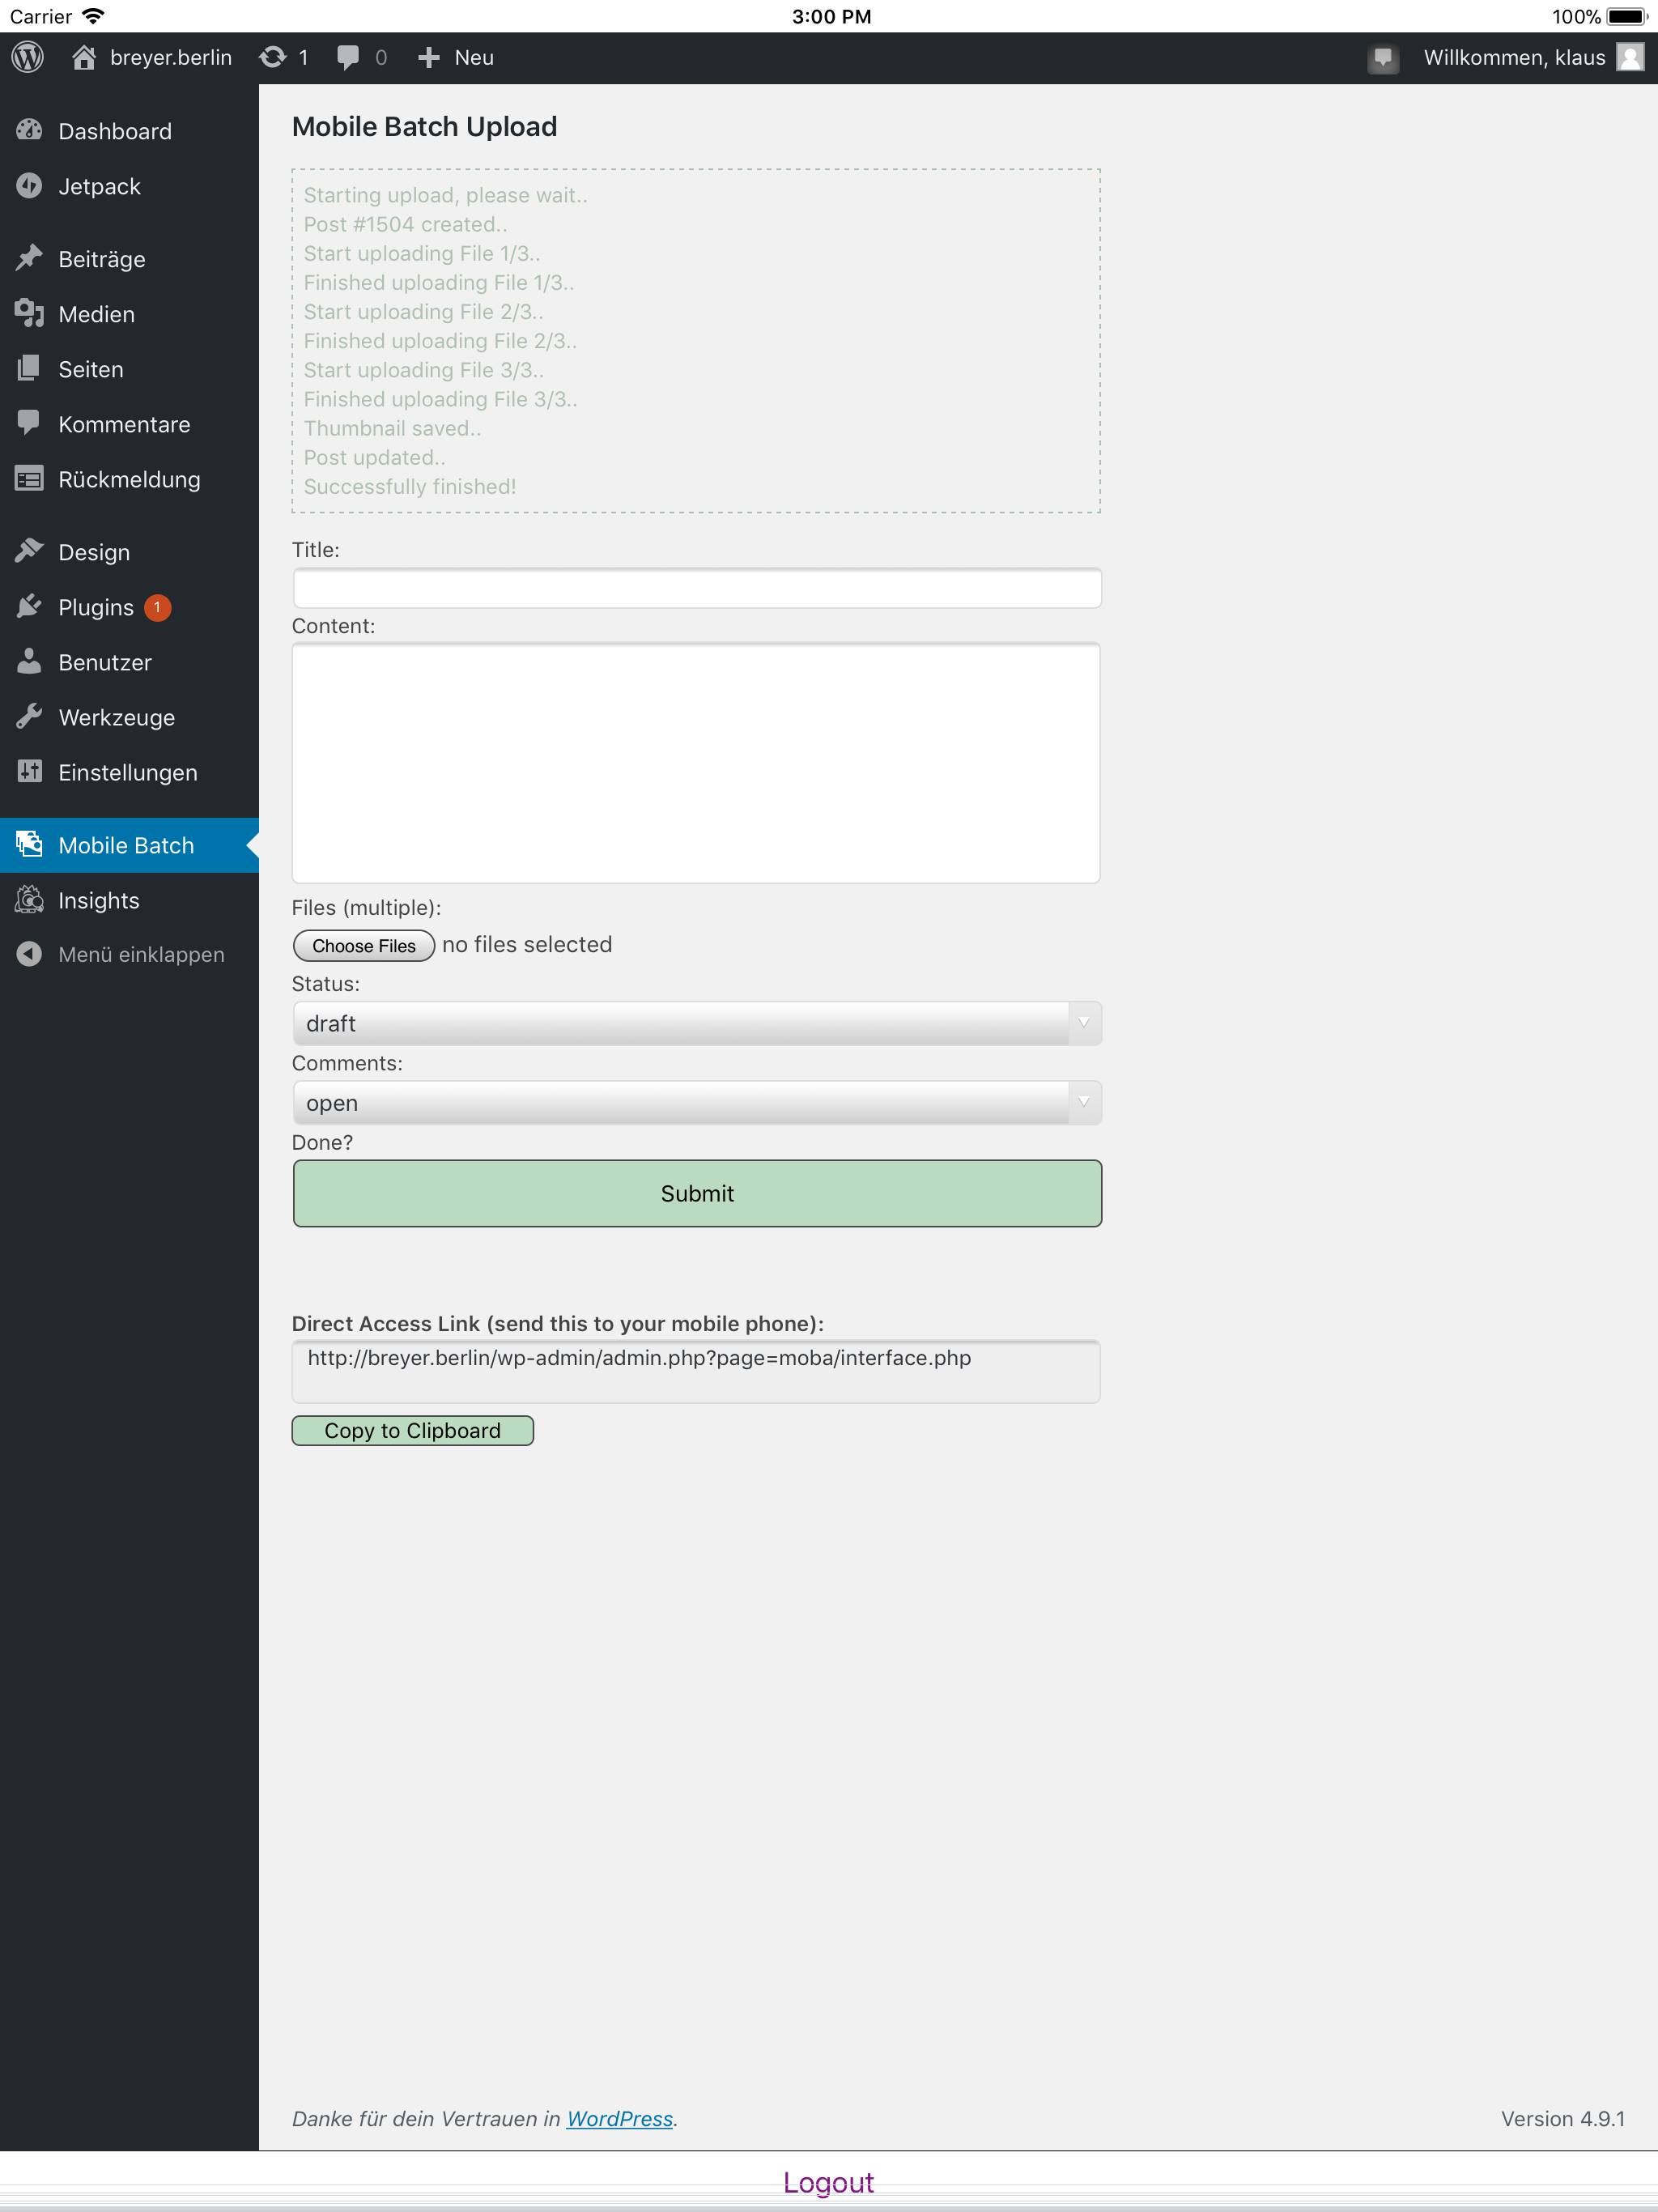 Carrier 3:00 PM 100%
breyer.berlin 1 0 Neu Willkommen, klaus
Dashboard
Jetpack
Beiträge
Medien
Seiten
Kommentare
Rückmeldung
Design
Plugins 1
Benutzer
Werkzeuge
Einstellungen
Mobile Batch
Insights
Menü einklappen
Mobile Batch Upload
Starting upload, please wait..
Post #1504 created..
Start uploading File 1/3..
Finished uploading File 1/3..
Start uploading File 2/3..
Finished uploading File 2/3..
Start uploading File 3/3..
Finished uploading File 3/3..
Thumbnail saved..
Post updated..
Successfully finished!
Title:
Content:
Files (multiple):
Choose Files no files selected
Status:
draft
Comments:
open
Done?
Submit
Direct Access Link (send this to your mobile phone):
http://breyer.berlin/wp-admin/admin.php?page=moba/interface.php
Copy to Clipboard
Danke für dein Vertrauen in WordPress. Version 4.9.1
Logout